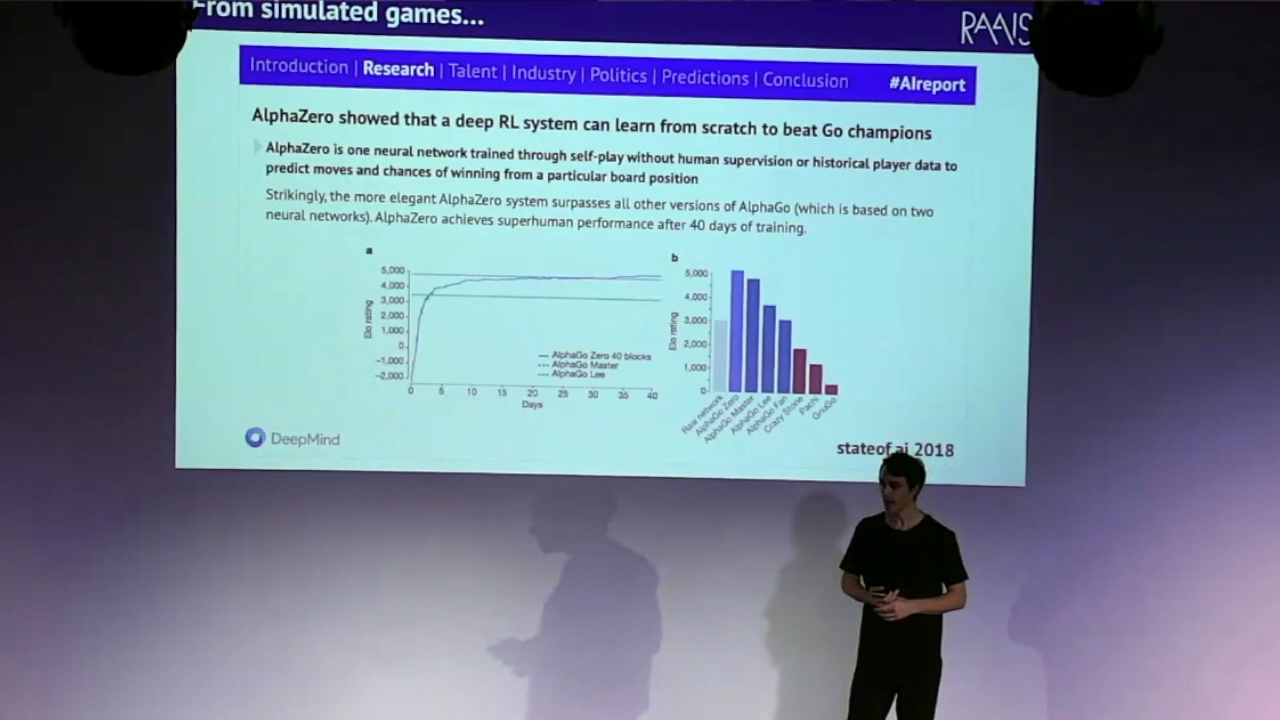 From simulated games...
RAAIS
Introduction | Research | Talent | Industry | Politics | Predictions | Conclusion #AIreport
AlphaZero showed that a deep RL system can learn from scratch to beat Go champions
AlphaZero is one neural network trained through self-play without human supervision or historical player data to
predict moves and chances of winning from a particular board position
Strikingly, the more elegant AlphaZero system surpasses all other versions of AlphaGo (which is based on two
neural networks). AlphaZero achieves superhuman performance after 40 days of training.
a
5,000
4,000
3,000
2,000
1,000
0
–1,000
–2,000
Elo rating
AlphaGo Zero 40 blocks
AlphaGo Master
AlphaGo Lee
0 5 10 15 20 25 30 35 40
Days
b
5,000
4,000
3,000
2,000
1,000
0
Elo rating
Raw network
AlphaGo Zero
AlphaGo Master
AlphaGo Lee
AlphaGo Fan
Crazy Stone
Pachi
GnuGo
DeepMind
stateof.ai 2018